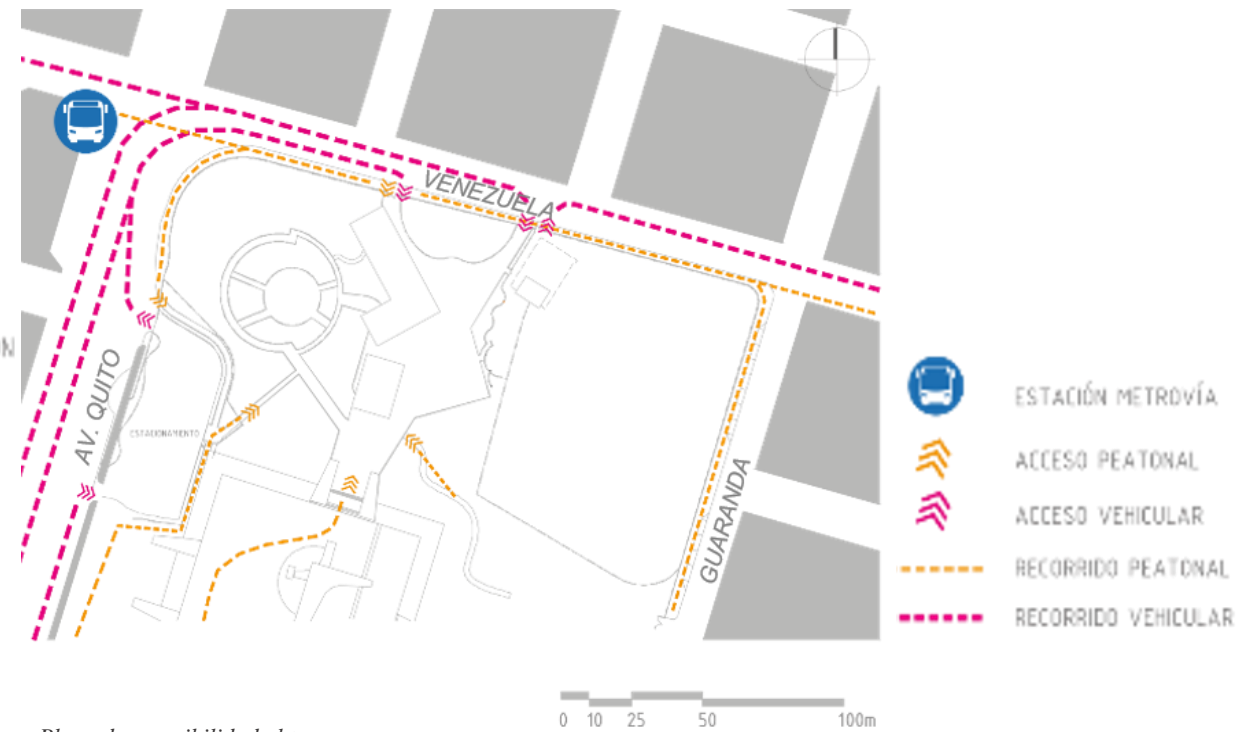 VENEZUELA
N
AV. QUITO
ESTACIONAMIENTO
GUARANDA
ESTACIÓN METROVÍA
ACCESO PEATONAL
ACCESO VEHICULAR
RECORRIDO PEATONAL
RECORRIDO VEHICULAR
0 10 25 50 100m